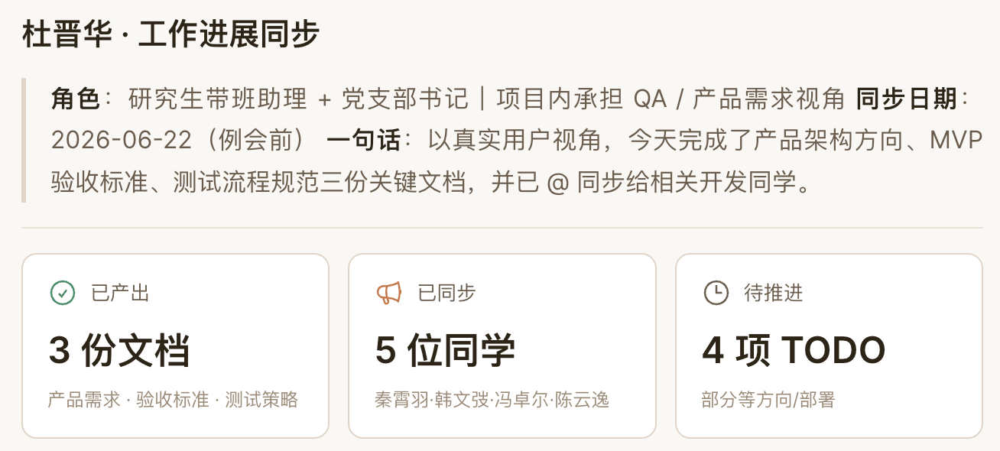 杜晋华 · 工作进展同步
角色： 研究生带班助理 + 党支部书记 | 项目内承担 QA / 产品需求视角 同步日期：
2026-06-22（例会前） 一句话： 以真实用户视角，今天完成了产品架构方向、MVP
验收标准、测试流程规范三份关键文档，并已 @ 同步给相关开发同学。
已产出
3 份文档
产品需求 · 验收标准 · 测试策略
已同步
5 位同学
秦霄羽·韩文弢·冯卓尔·陈云逸
待推进
4 项 TODO
部分等方向/部署